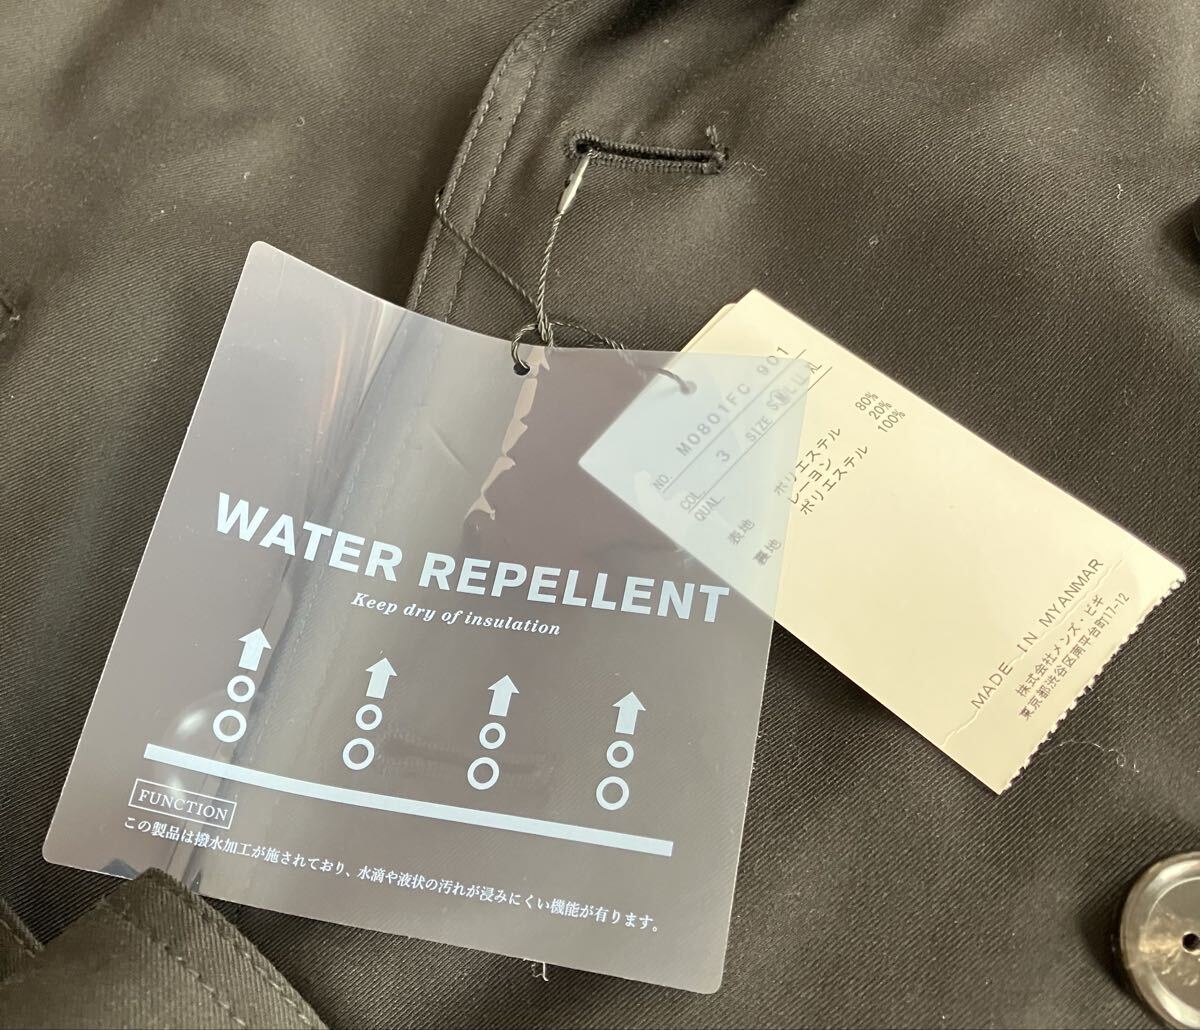 WATER REPELLENT
Keep dry of insulation
FUNCTION
この製品は撥水加工が施されており、水滴や液状の汚れが浸みにくい機能が有ります。
NO. M0801FC 901
COL. 3 SIZE S M L LL XL
QUAL
表地 ポリエステル 80%
レーヨン 20%
裏地 ポリエステル 100%
MADE IN MYANMAR
株式会社メンズ・ビギ
東京都渋谷区南平台町17-12